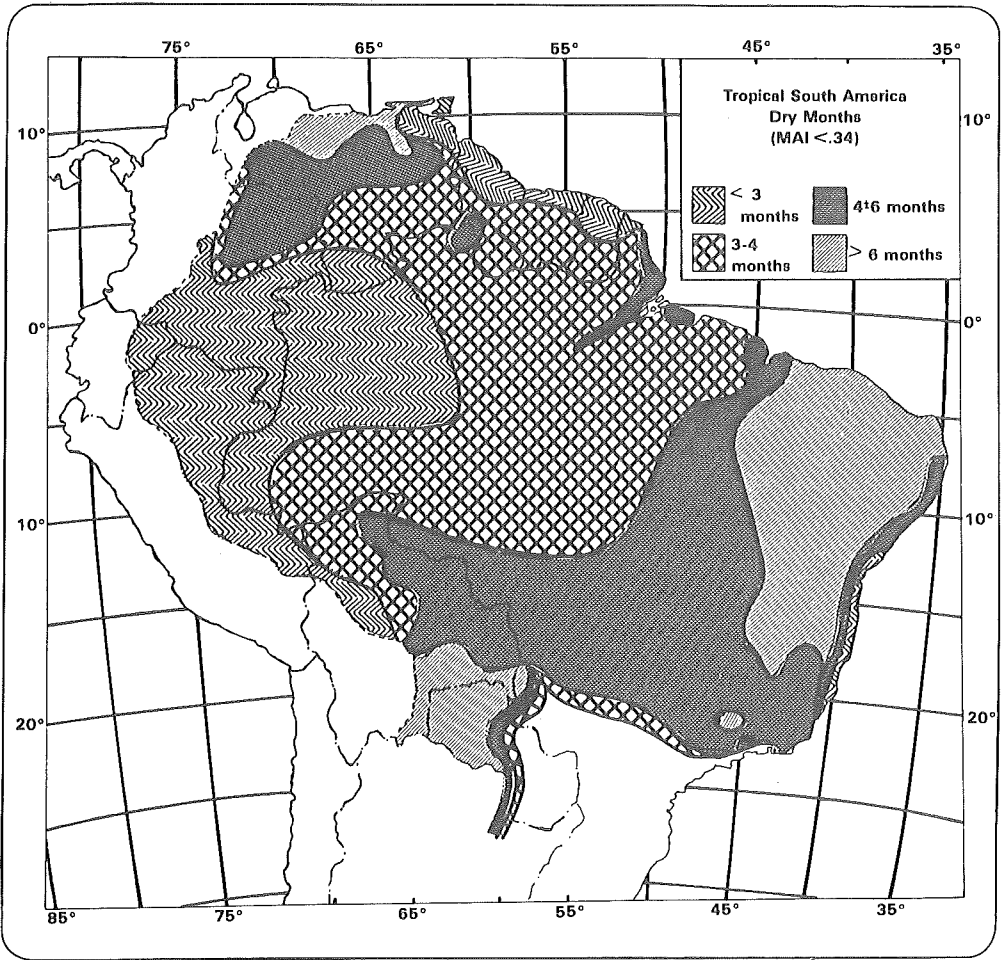 75° 65° 55° 45° 35°
Tropical South America
Dry Months
(MAI <.34)
< 3
months
4‡6 months
3-4
months
> 6 months
10° 10°
0° 0°
10° 10°
20° 20°
85° 75° 65° 55° 45° 35°